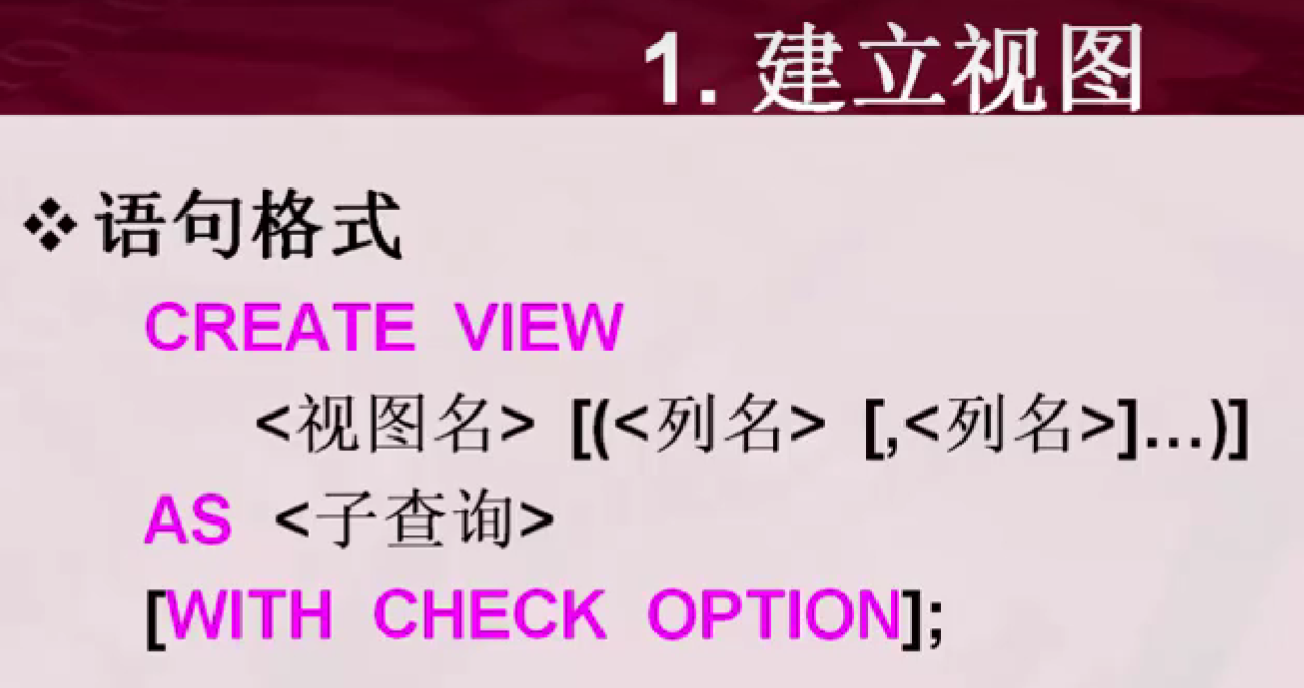 1. 建立视图
❖语句格式
CREATE VIEW
<视图名> [(<列名> [,<列名>]…)]
AS <子查询>
[WITH CHECK OPTION];